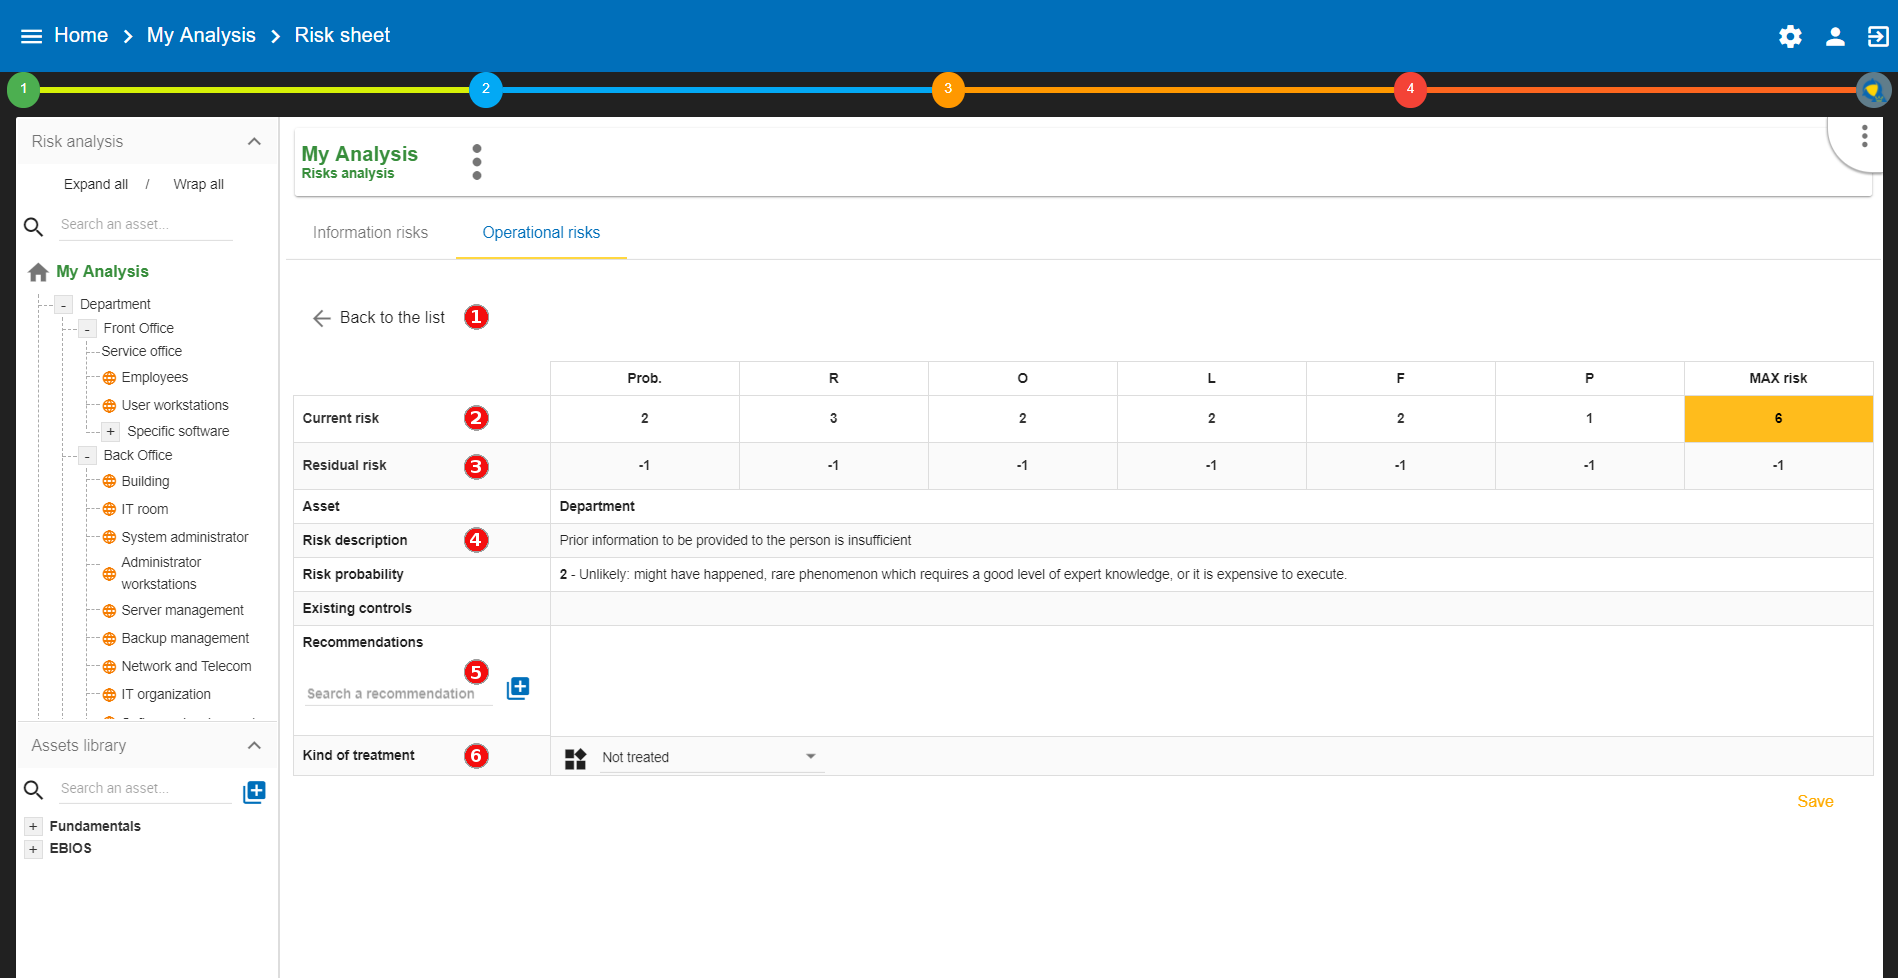 Home > My Analysis > Risk sheet
1 2 3 4
Risk analysis
Expand all / Wrap all
Search an asset...
My Analysis
- Department
- Front Office
Service office
Employees
User workstations
+ Specific software
- Back Office
Building
IT room
System administrator
Administrator
workstations
Server management
Backup management
Network and Telecom
IT organization
Assets library
Search an asset...
+ Fundamentals
+ EBIOS
My Analysis
Risks analysis
Information risks Operational risks
Back to the list 1
Prob. R O L F P MAX risk
Current risk 2 2 3 2 2 2 1 6
Residual risk 3 -1 -1 -1 -1 -1 -1 -1
Asset Department
Risk description 4 Prior information to be provided to the person is insufficient
Risk probability 2 - Unlikely: might have happened, rare phenomenon which requires a good level of expert knowledge, or it is expensive to execute.
Existing controls
Recommendations
5
Search a recommendation
Kind of treatment 6 Not treated
Save